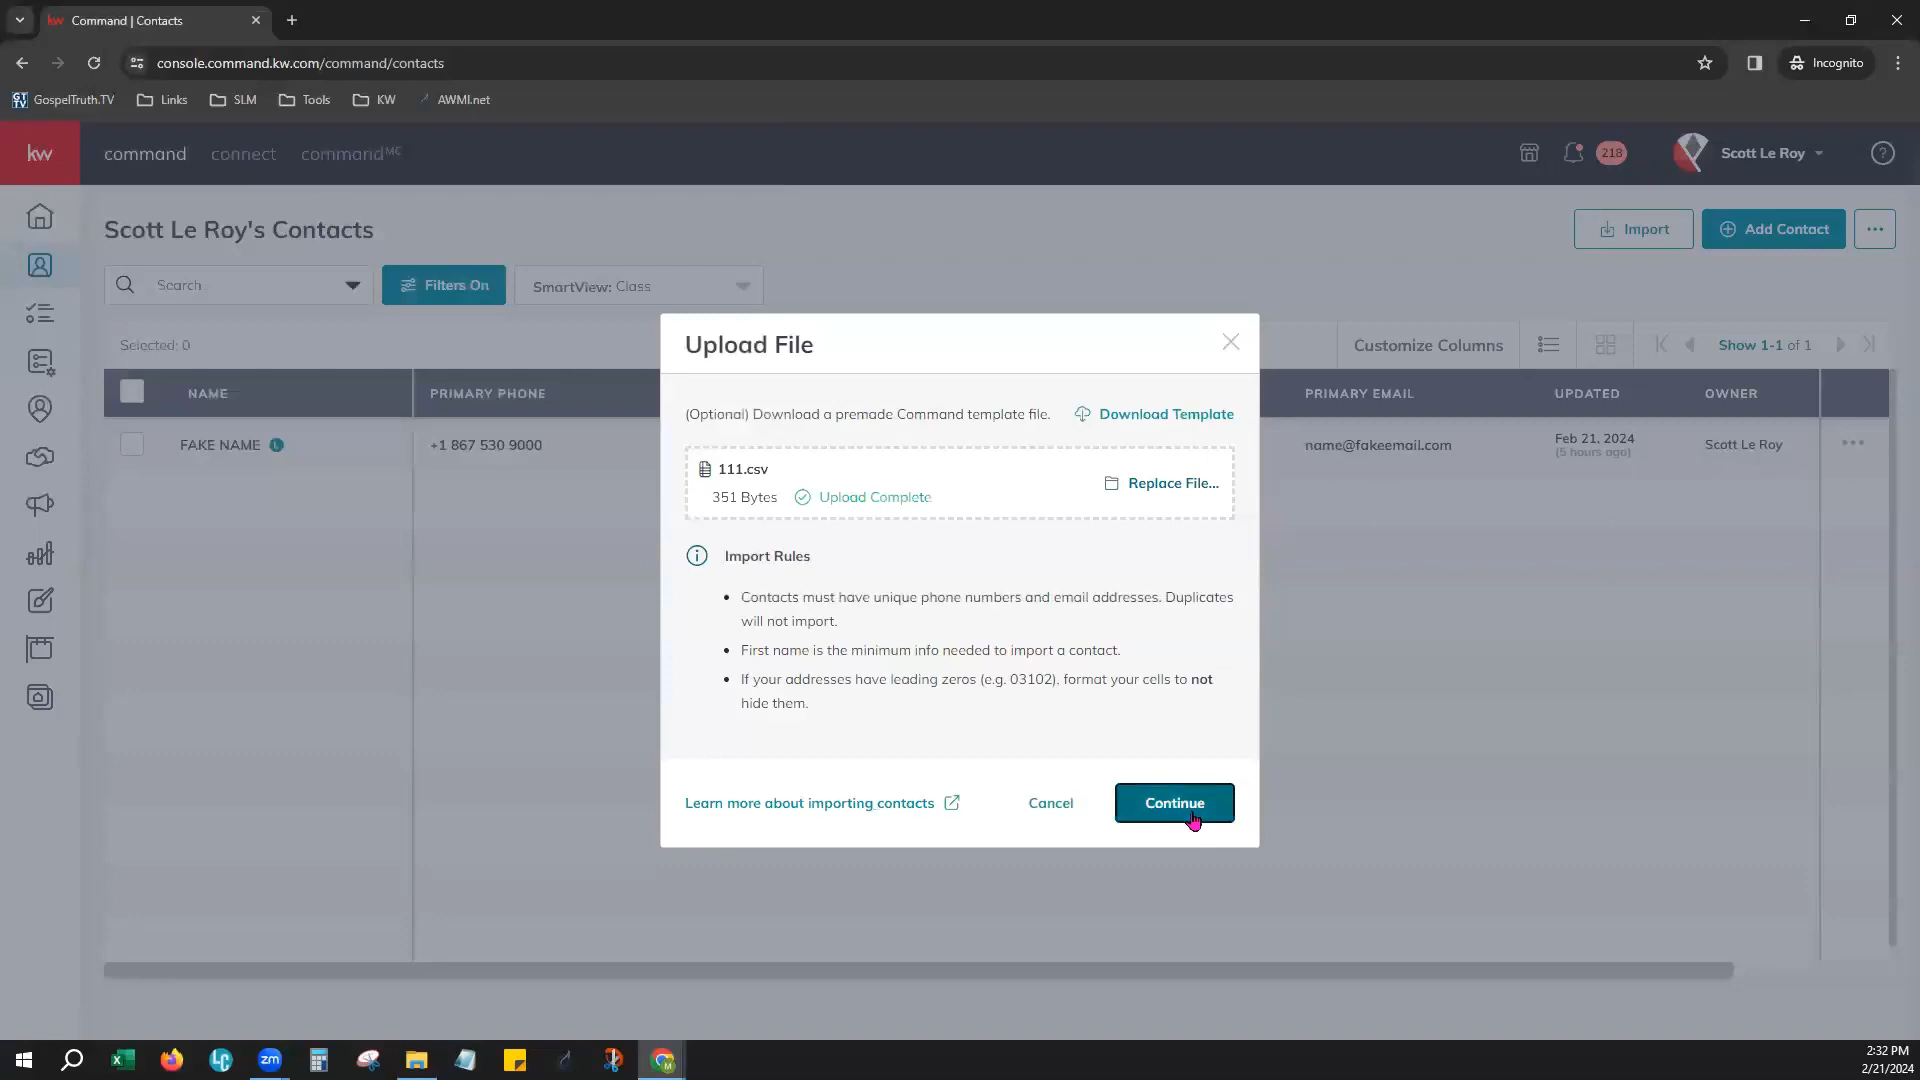 kw Command | Contacts
console.command.kw.com/command/contacts
Incognito
GT TV GospelTruth.TV Links SLM Tools KW AWMI.net
kw command connect commandMC 218 Scott Le Roy ?
Scott Le Roy's Contacts Import Add Contact
Search Filters On SmartView: Class
Selected: 0 Customize Columns Show 1-1 of 1
NAME PRIMARY PHONE PRIMARY EMAIL UPDATED OWNER
FAKE NAME L +1 867 530 9000 name@fakeemail.com Feb 21, 2024 Scott Le Roy
(5 hours ago)
Upload File
(Optional) Download a premade Command template file. Download Template
111.csv
351 Bytes Upload Complete
Replace File...
Import Rules
• Contacts must have unique phone numbers and email addresses. Duplicates
will not import.
• First name is the minimum info needed to import a contact.
• If your addresses have leading zeros (e.g. 03102), format your cells to not
hide them.
Learn more about importing contacts Cancel Continue
LC zm M
2:32 PM
2/21/2024